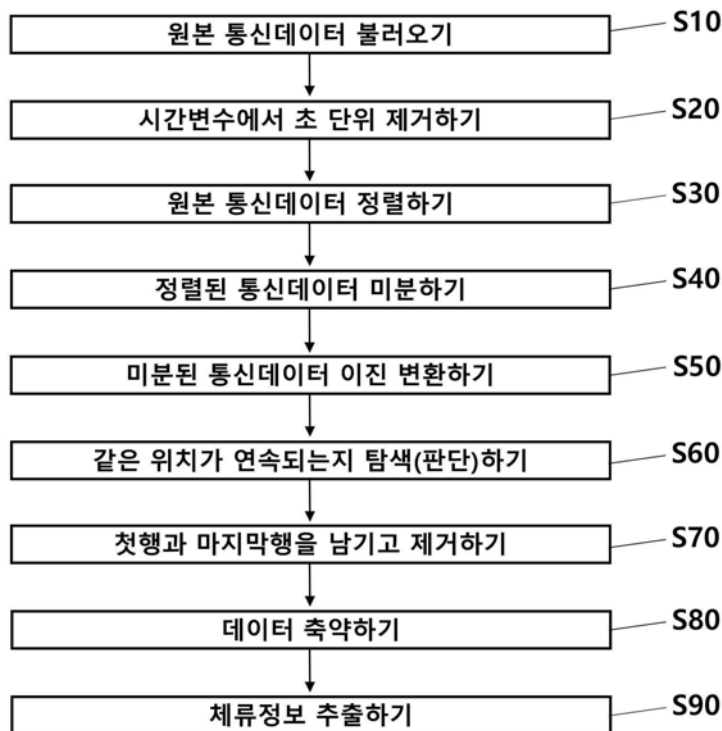 원본 통신데이터 불러오기 S10
시간변수에서 초 단위 제거하기 S20
원본 통신데이터 정렬하기 S30
정렬된 통신데이터 미분하기 S40
미분된 통신데이터 이진 변환하기 S50
같은 위치가 연속되는지 탐색(판단)하기 S60
첫행과 마지막행을 남기고 제거하기 S70
데이터 축약하기 S80
체류정보 추출하기 S90